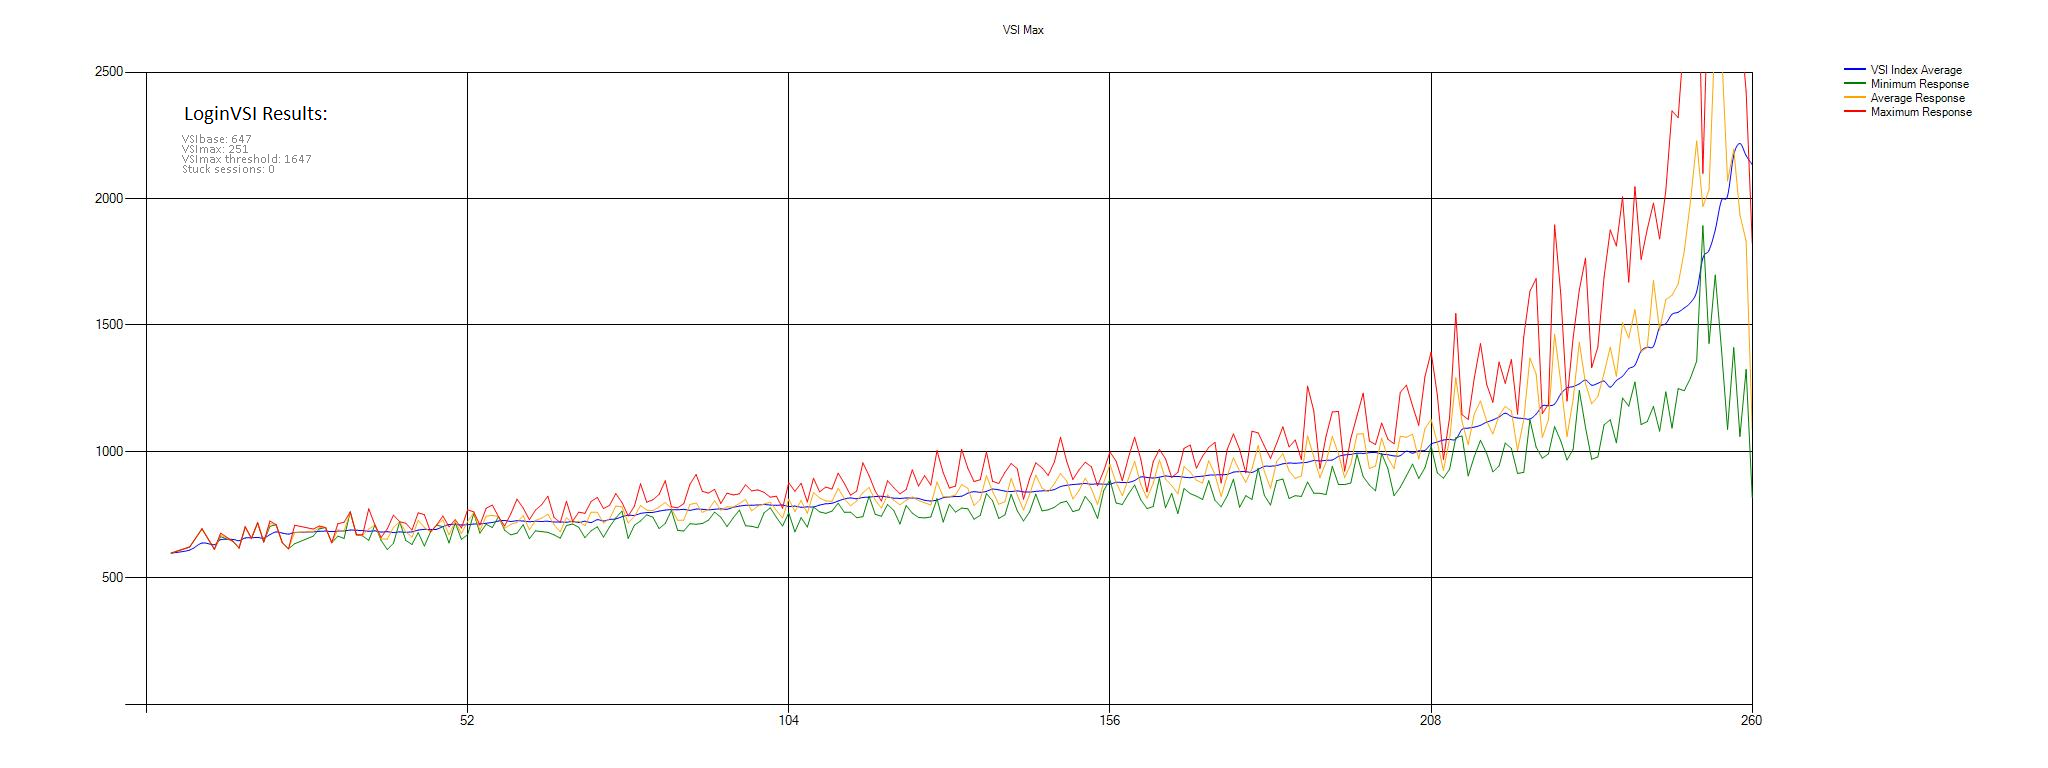 VSI Max
2500
2000
1500
1000
500
LoginVSI Results:
VSIbase: 647
VSImax: 251
VSImax threshold: 1647
Stuck sessions: 0
VSI Index Average
Minimum Response
Average Response
Maximum Response
52 104 156 208 260